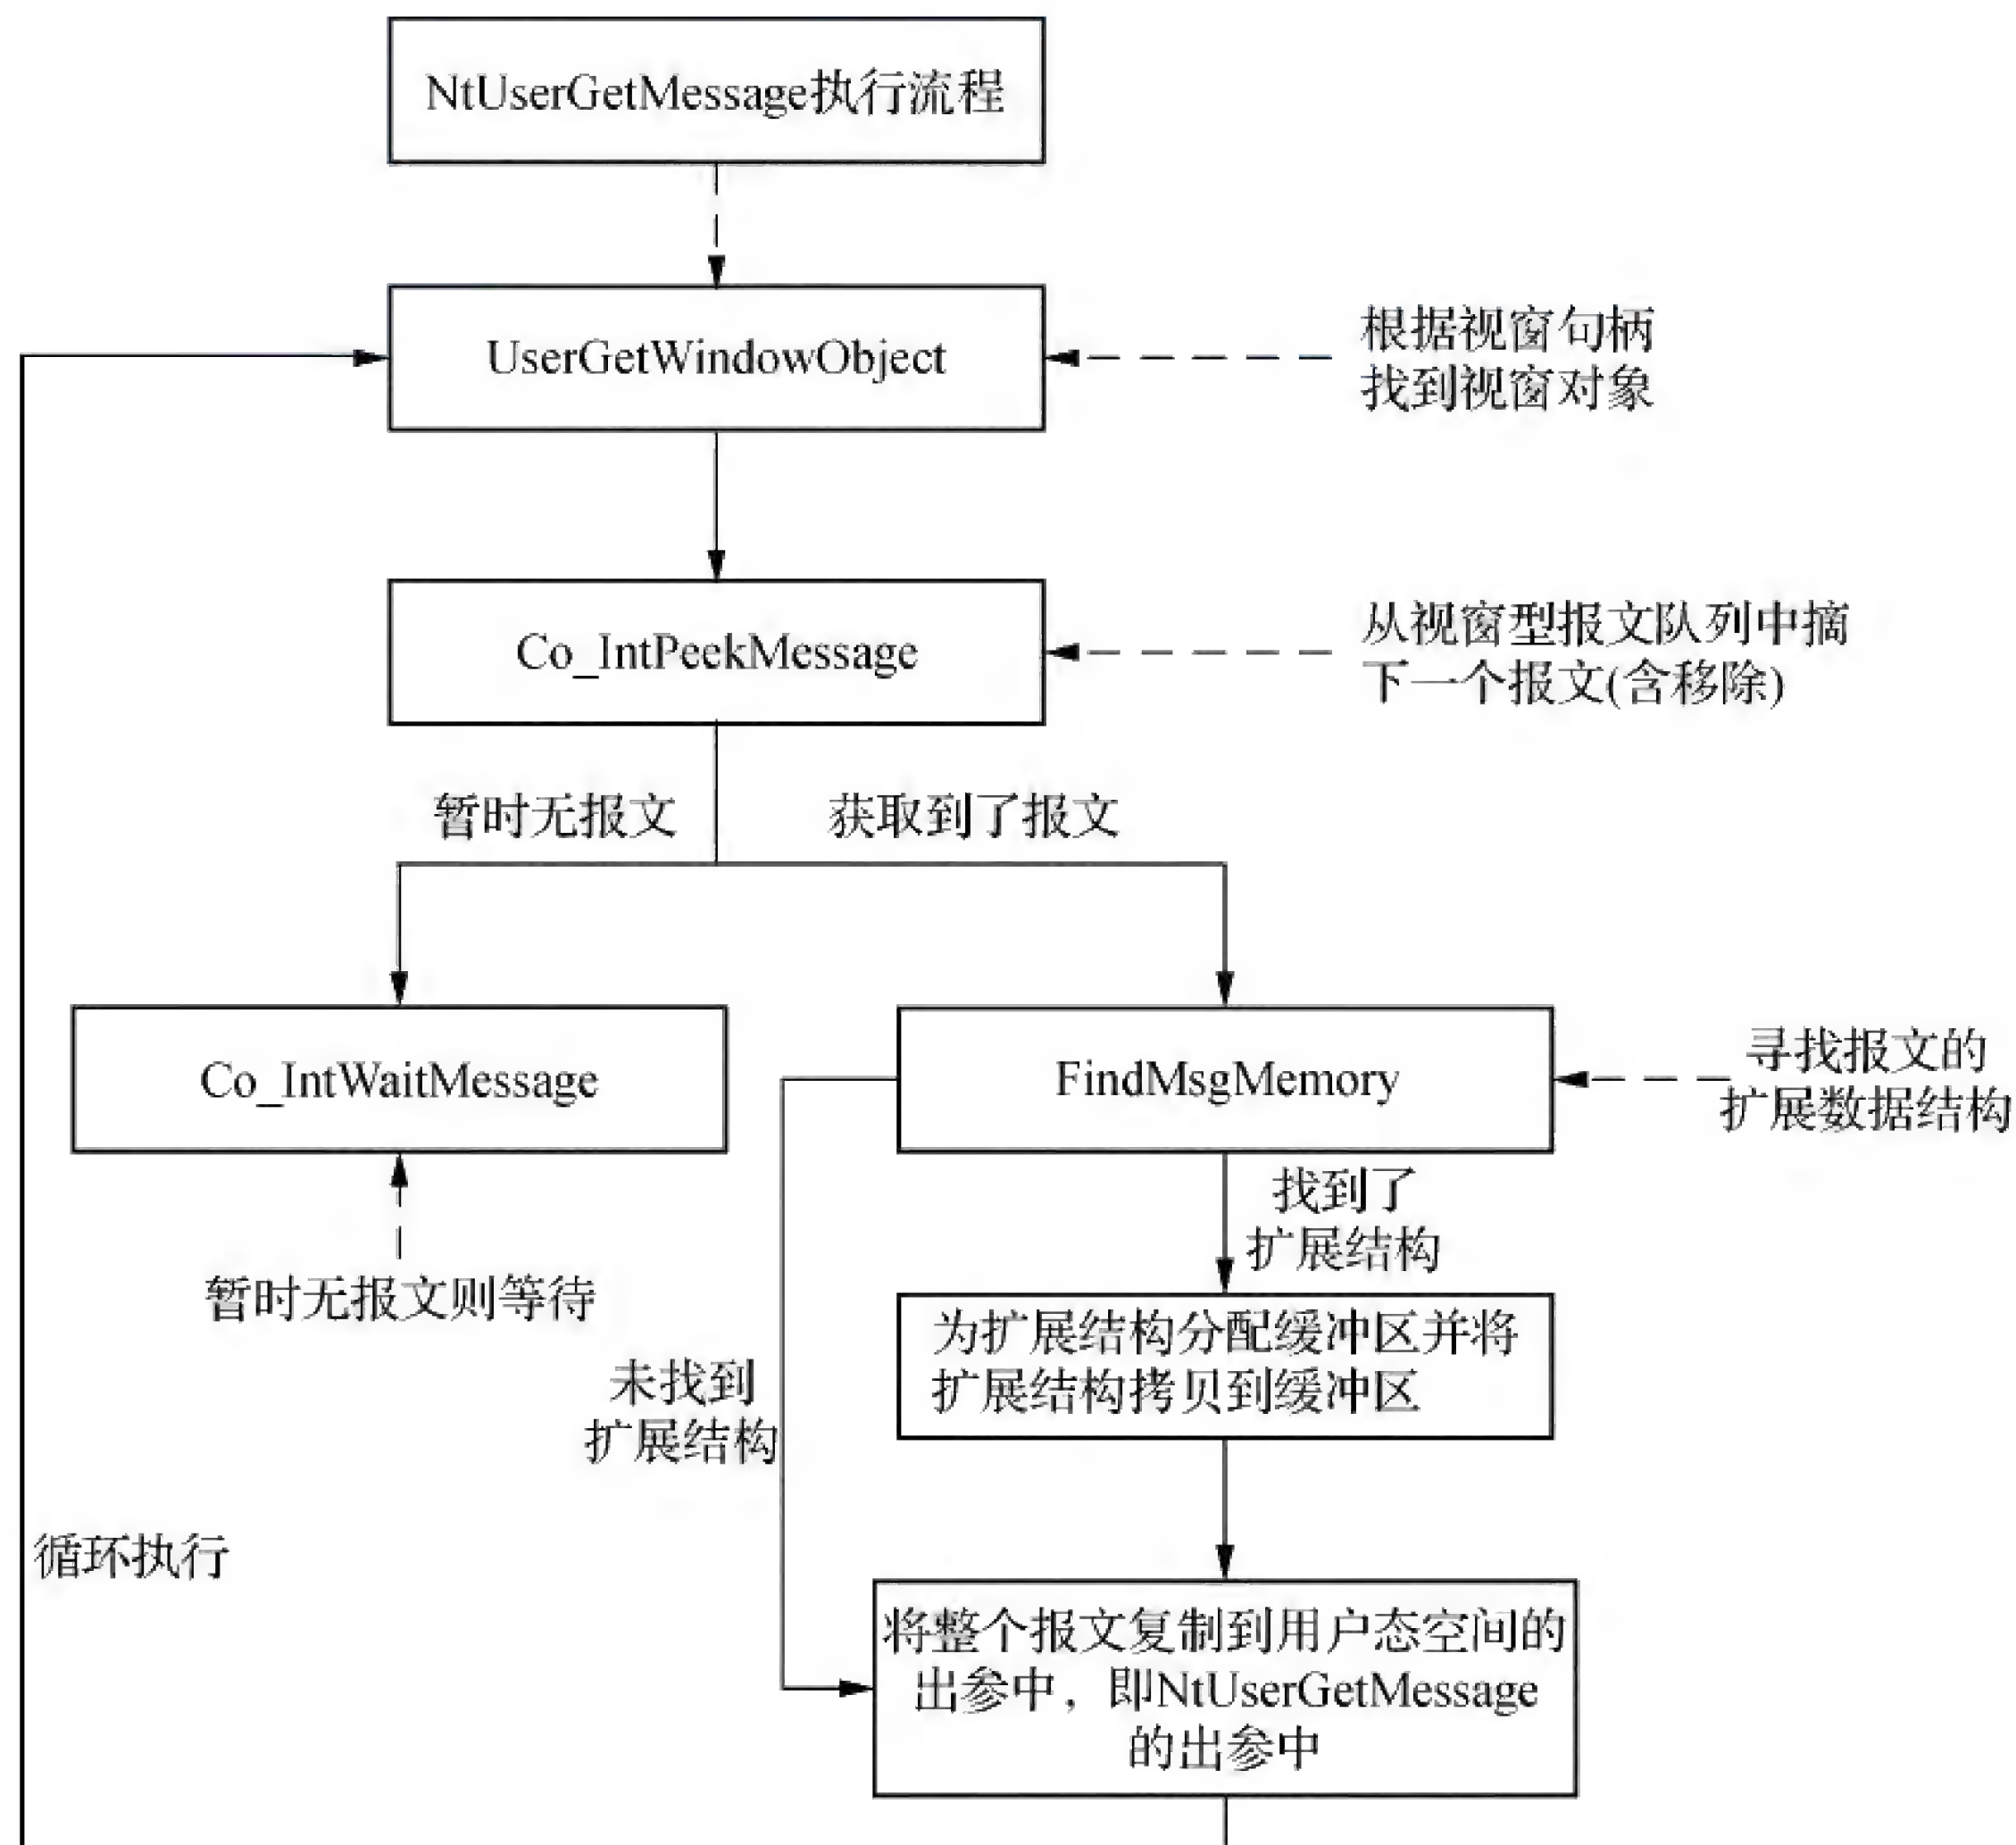 NtUserGetMessage执行流程
UserGetWindowObject
根据视窗句柄
找到视窗对象
Co_IntPeekMessage
从视窗型报文队列中摘
下一个报文(含移除)
暂时无报文
获取到了报文
Co_IntWaitMessage
FindMsgMemory
寻找报文的
扩展数据结构
找到了
扩展结构
暂时无报文则等待
为扩展结构分配缓冲区并将
扩展结构拷贝到缓冲区
未找到
扩展结构
循环执行
将整个报文复制到用户态空间的
出参中，即NtUserGetMessage
的出参中